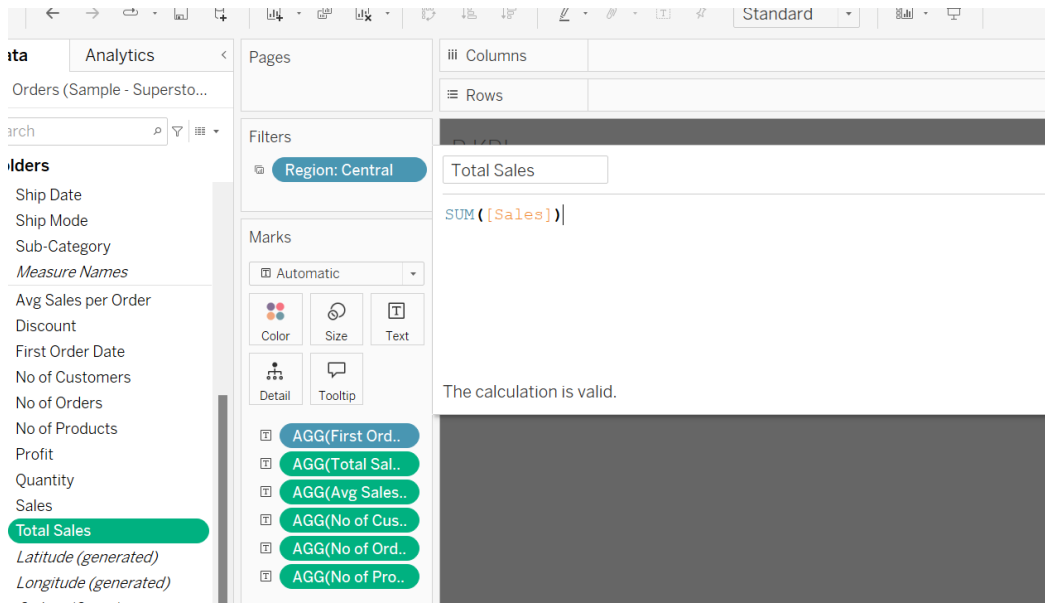 Standard
ata
Analytics
Orders (Sample - Supersto...
arch
lders
Ship Date
Ship Mode
Sub-Category
Measure Names
Avg Sales per Order
Discount
First Order Date
No of Customers
No of Orders
No of Products
Profit
Quantity
Sales
Total Sales
Latitude (generated)
Longitude (generated)
Pages
Filters
Region: Central
Marks
Automatic
Color
Size
Text
Detail
Tooltip
AGG(First Ord..
AGG(Total Sal..
AGG(Avg Sales..
AGG(No of Cus..
AGG(No of Ord..
AGG(No of Pro..
iii Columns
Rows
Total Sales
SUM([Sales])
The calculation is valid.